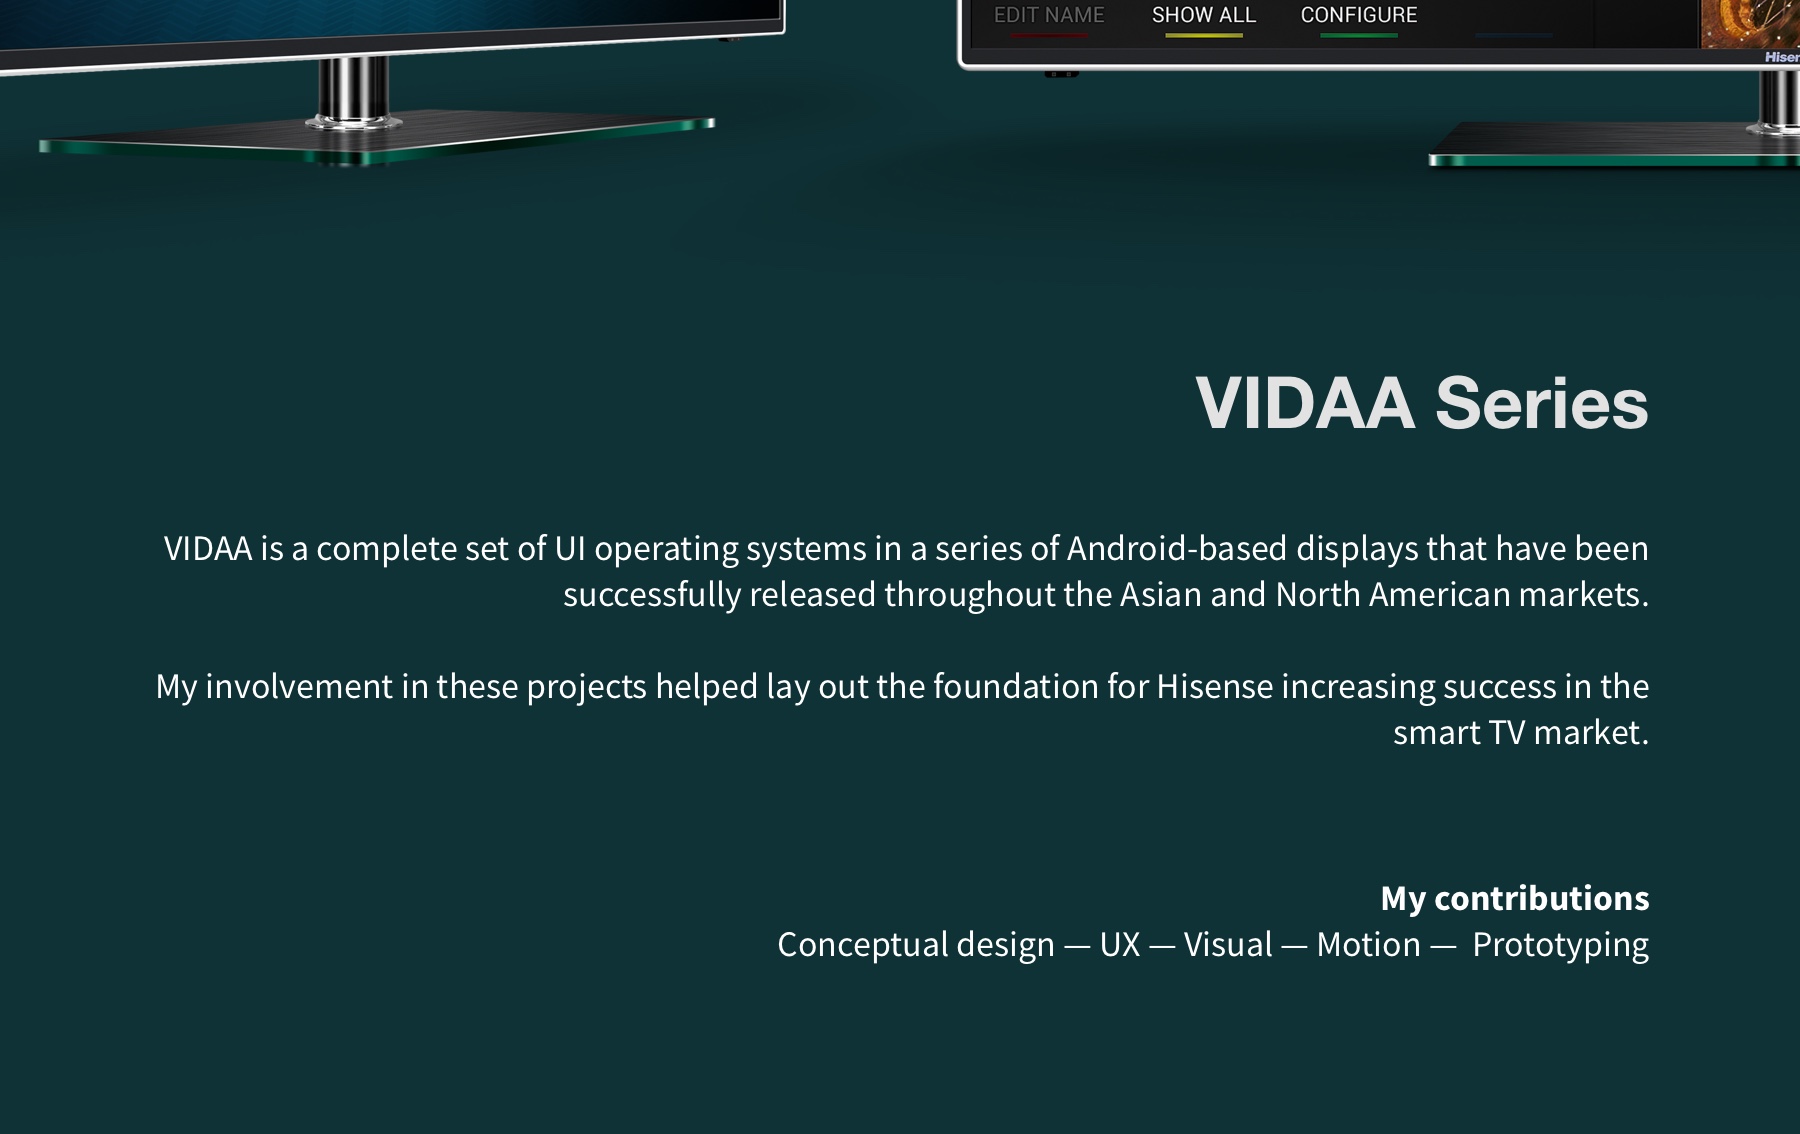 EDIT NAME SHOW ALL CONFIGURE
VIDAA Series
VIDAA is a complete set of UI operating systems in a series of Android-based displays that have been
successfully released throughout the Asian and North American markets.
My involvement in these projects helped lay out the foundation for Hisense increasing success in the
smart TV market.
My contributions
Conceptual design — UX — Visual — Motion — Prototyping